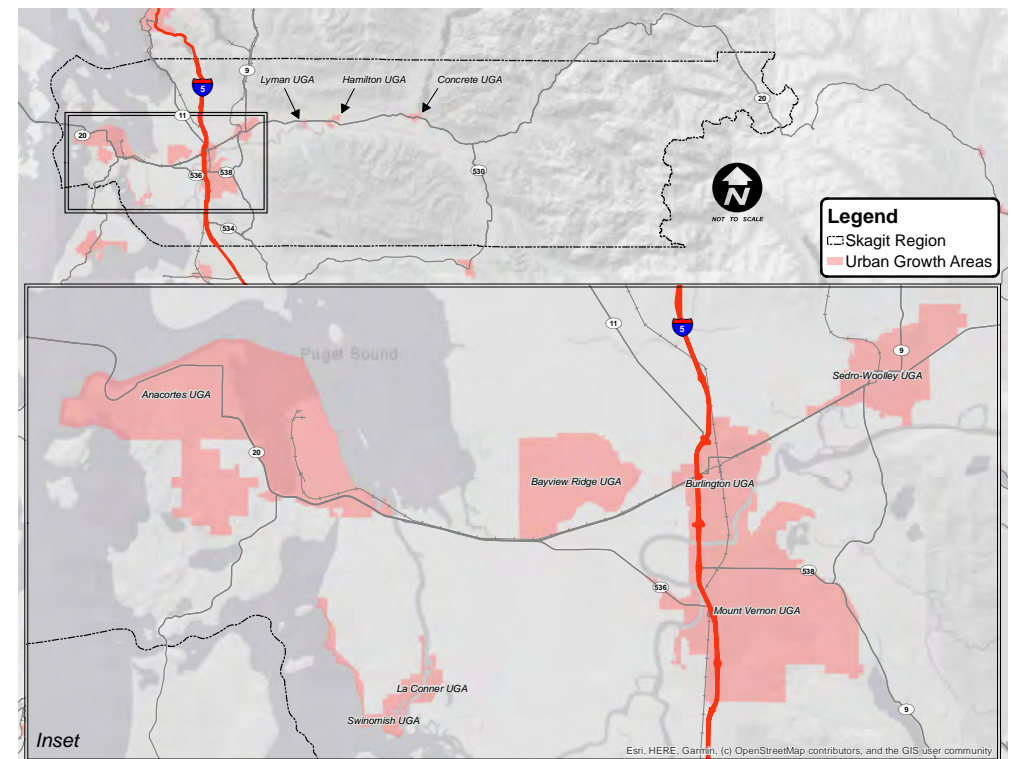 9
5
Lyman UGA
Hamilton UGA
Concrete UGA
20
11
20
536
538
530
534
N
NOT TO SCALE
Legend
Skagit Region
Urban Growth Areas
11
5
Puget Sound
9
Sedro-Woolley UGA
Anacortes UGA
20
Bayview Ridge UGA
Burlington UGA
538
536
Mount Vernon UGA
La Conner UGA
9
Swinomish UGA
Inset
Esri, HERE, Garmin, (c) OpenStreetMap contributors, and the GIS user community